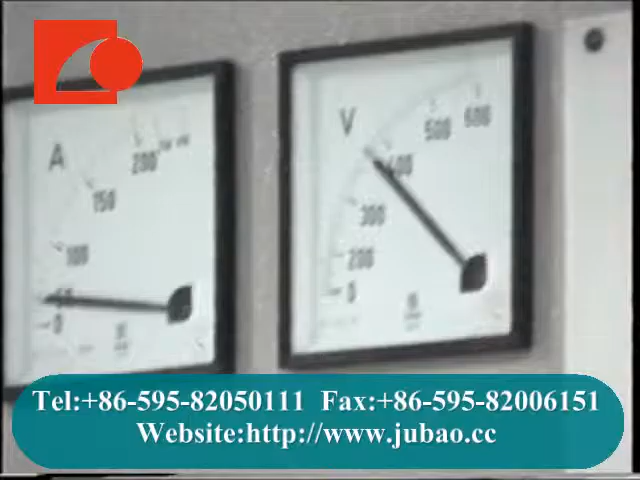 A
200
150
100
50
0
V
600
500
400
300
200
0
Tel:+86-595-82050111 Fax:+86-595-82006151
Website:http://www.jubao.cc